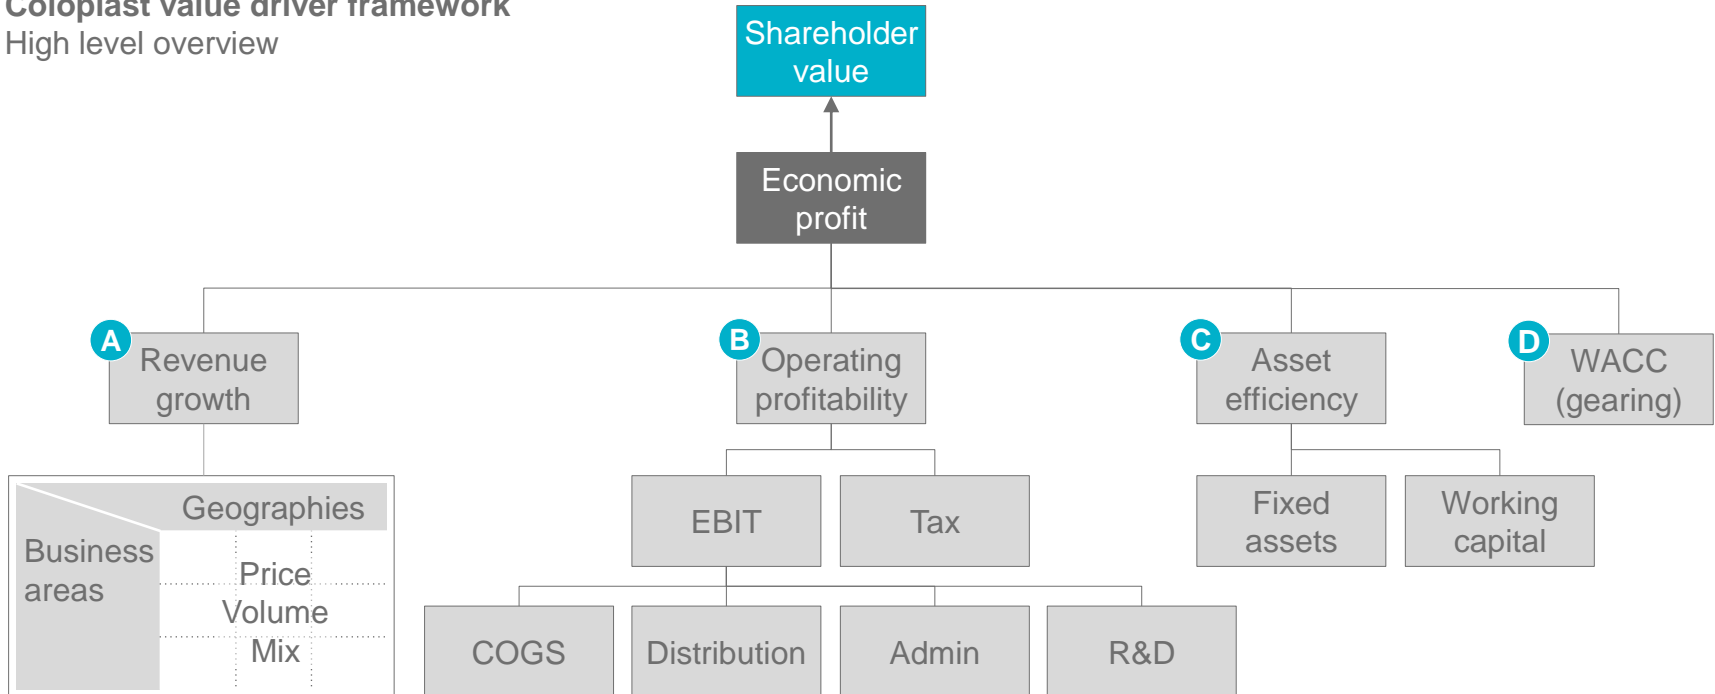 Coloplast value driver framework
High level overview
Shareholder
value
Economic
profit
A
Revenue
growth
B
Operating
profitability
C
Asset
efficiency
D
WACC
(gearing)
Geographies
Business
areas
Price
Volume
Mix
EBIT
Tax
Fixed
assets
Working
capital
COGS
Distribution
Admin
R&D